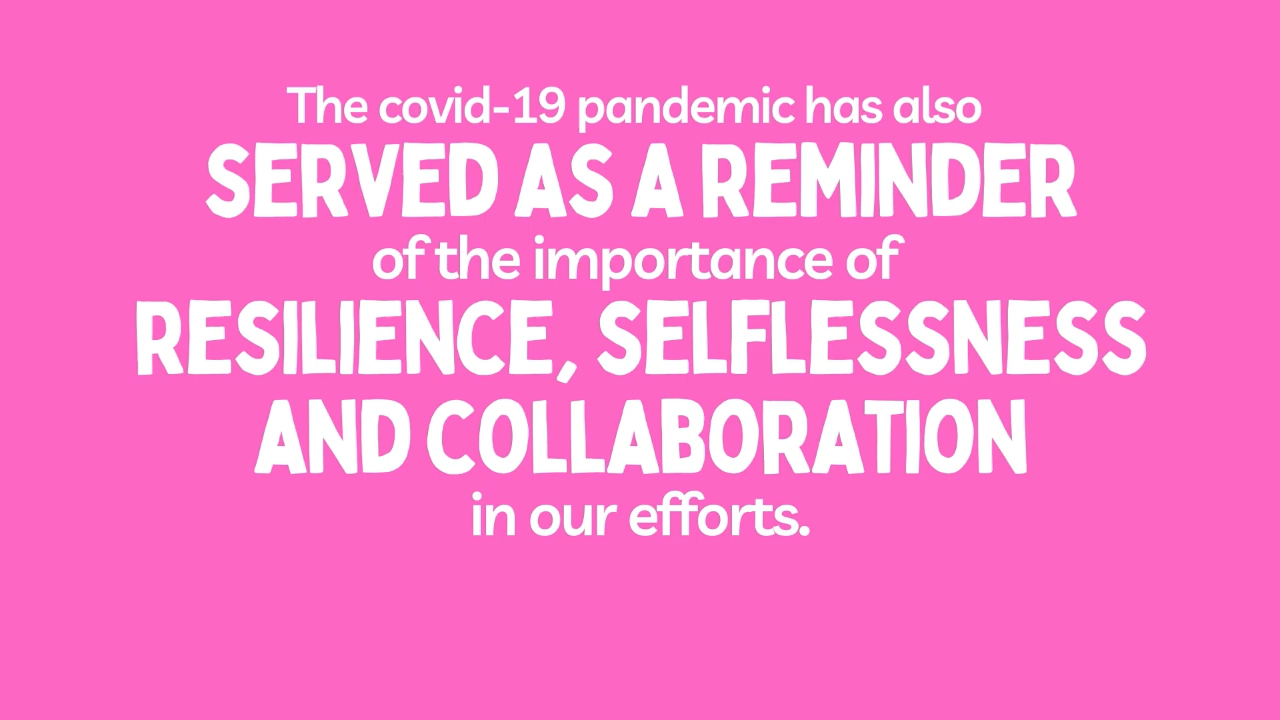 The covid-19 pandemic has also
SERVED AS A REMINDER
of the importance of
RESILIENCE, SELFLESSNESS
AND COLLABORATION
in our efforts.